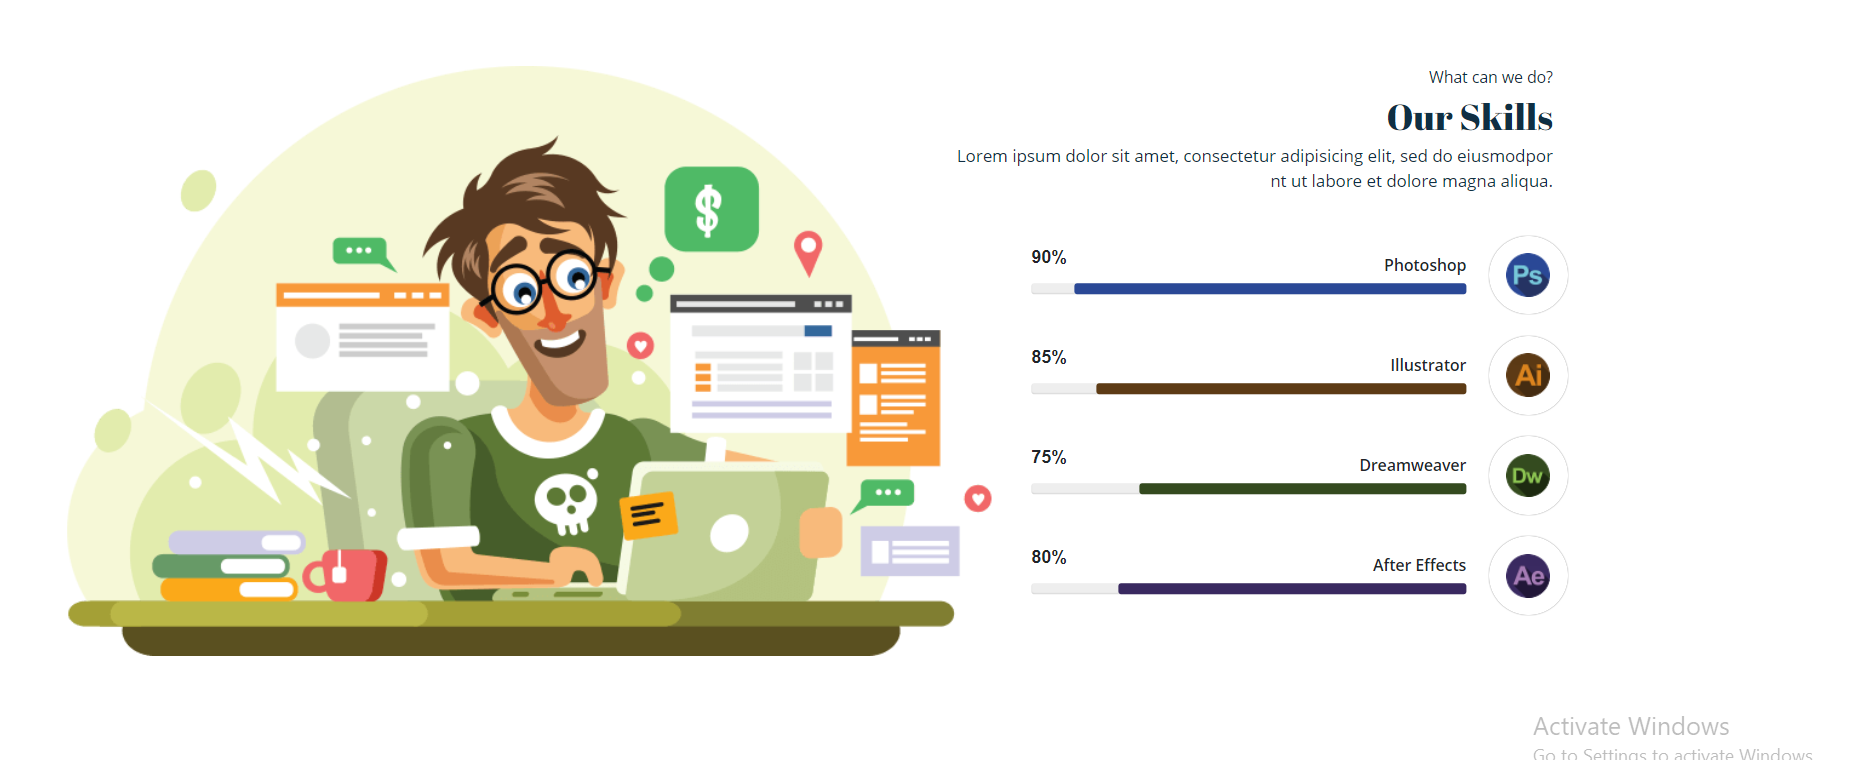 What can we do?
Our Skills
Lorem ipsum dolor sit amet, consectetur adipisicing elit, sed do eiusmodpor
nt ut labore et dolore magna aliqua.
90%
Photoshop
Ps
85%
Illustrator
Ai
75%
Dreamweaver
Dw
80%
After Effects
Ae
$
Activate Windows
Go to Settings to activate Windows